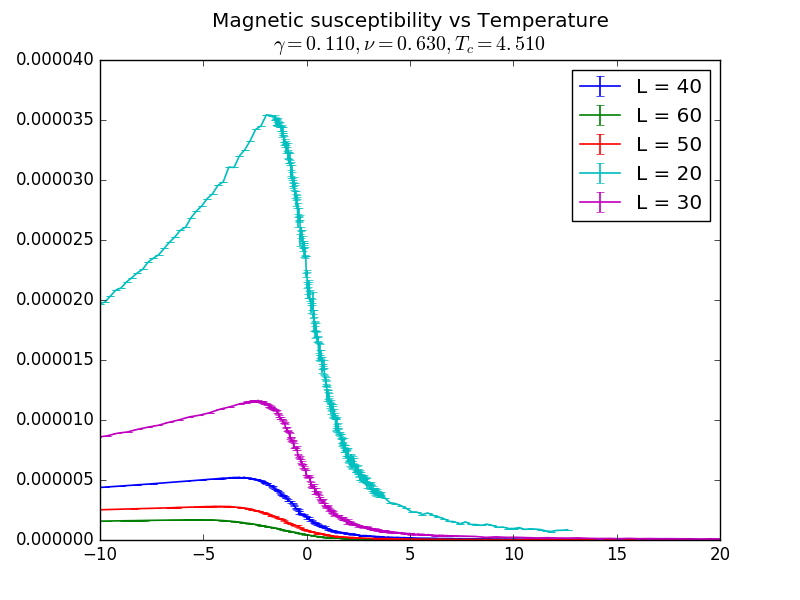 Magnetic susceptibility vs Temperature
γ = 0.110, ν = 0.630, T_c = 4.510
0.000040
0.000035
0.000030
0.000025
0.000020
0.000015
0.000010
0.000005
0.000000
−10
−5
0
5
10
15
20
L = 40
L = 60
L = 50
L = 20
L = 30